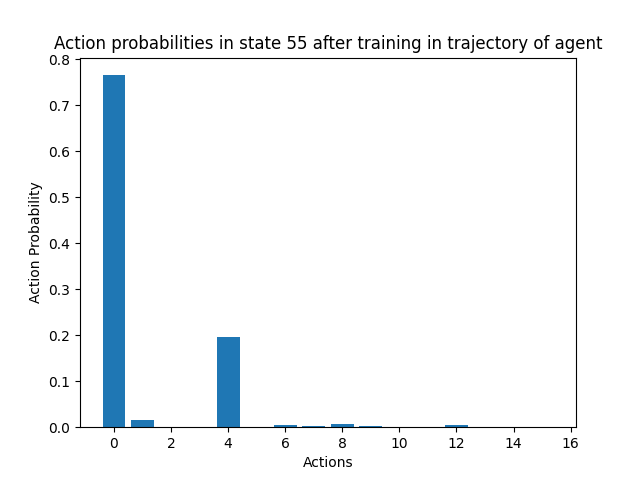 Action probabilities in state 55 after training in trajectory of agent
0.8
0.7
0.6
0.5
0.4
0.3
0.2
0.1
0.0
Action Probability
0 2 4 6 8 10 12 14 16
Actions